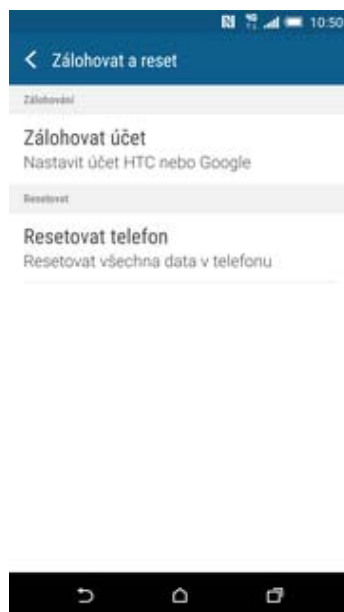 10:50
Zálohovat a reset
Zálohování
Zálohovat účet
Nastavit účet HTC nebo Google
Resetovat
Resetovat telefon
Resetovat všechna data v telefonu